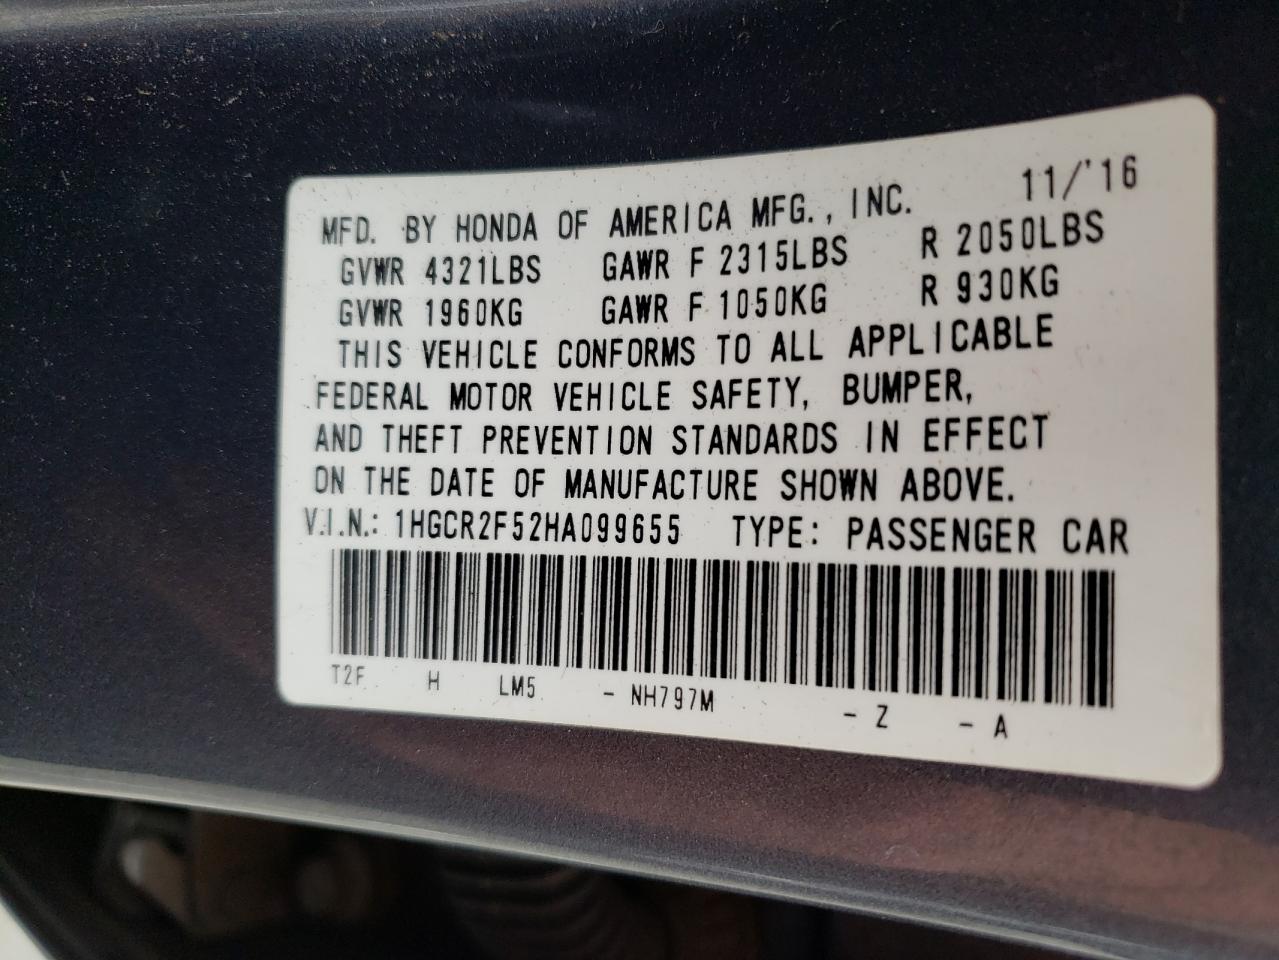 11/'16
MFD. BY HONDA OF AMERICA MFG., INC.
GVWR 4321LBS GAWR F 2315LBS R 2050LBS
GVWR 1960KG GAWR F 1050KG R 930KG
THIS VEHICLE CONFORMS TO ALL APPLICABLE
FEDERAL MOTOR VEHICLE SAFETY, BUMPER,
AND THEFT PREVENTION STANDARDS IN EFFECT
ON THE DATE OF MANUFACTURE SHOWN ABOVE.
V.I.N.: 1HGCR2F52HA099655 TYPE: PASSENGER CAR
T2F H LM5 - NH797M - Z - A